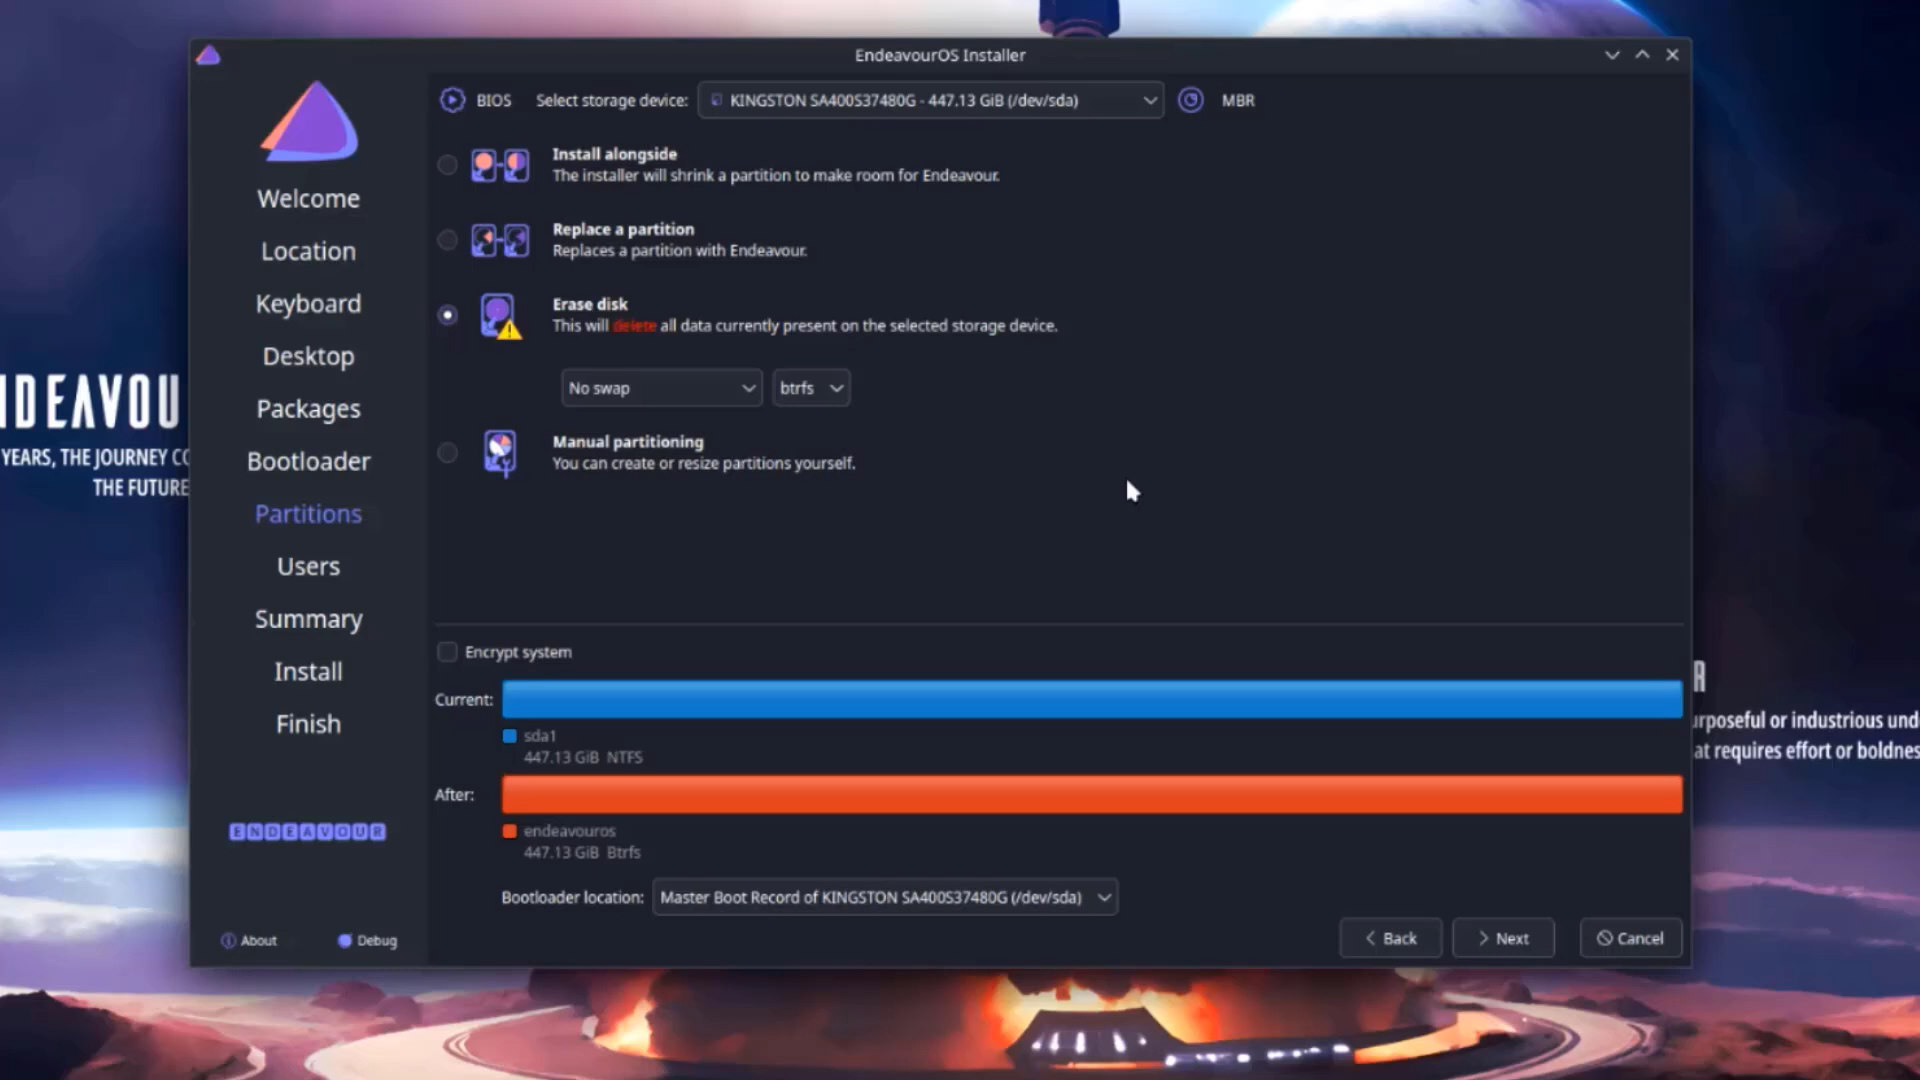 EndeavourOS Installer
BIOS Select storage device: KINGSTON SA400S37480G - 447.13 GiB (/dev/sda) MBR
Install alongside
The installer will shrink a partition to make room for Endeavour.
Welcome
Replace a partition
Location
Replaces a partition with Endeavour.
Keyboard
Erase disk
This will delete all data currently present on the selected storage device.
Desktop
No swap btrfs
Packages
Manual partitioning
Bootloader
You can create or resize partitions yourself.
Partitions
Users
Summary
Install
Finish
Encrypt system
Current:
sda1
447.13 GiB NTFS
After:
endeavouros
447.13 GiB Btrfs
ENDEAVOUR
Bootloader location: Master Boot Record of KINGSTON SA400S37480G (/dev/sda)
About Debug
Back Next Cancel
NDEAVOU
YEARS, THE JOURNEY CO
THE FUTURE
R
urposeful or industrious und
at requires effort or boldnes